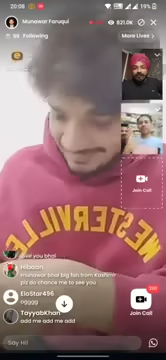 20:08
19%
Munawar Faruqui
621.0K
Following
More Lives >
WESTERVILLE
love you bhai
Hibaan
munawar bhai big fan from Kashmir
pls do chance me to see you
EloStar496
ogggg
TayyabKhan
add me add me add
Join Call
Join Call
Say Hi!